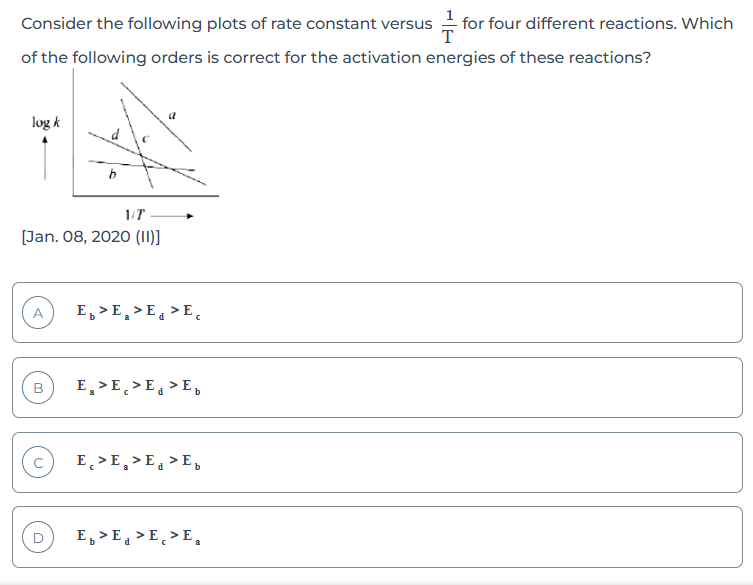 Consider the following plots of rate constant versus 1/T for four different reactions. Which
of the following orders is correct for the activation energies of these reactions?
log k
a
d
c
b
1/T
[Jan. 08, 2020 (II)]
A E_b > E_a > E_d > E_c
B E_a > E_c > E_d > E_b
C E_c > E_a > E_d > E_b
D E_b > E_d > E_c > E_a